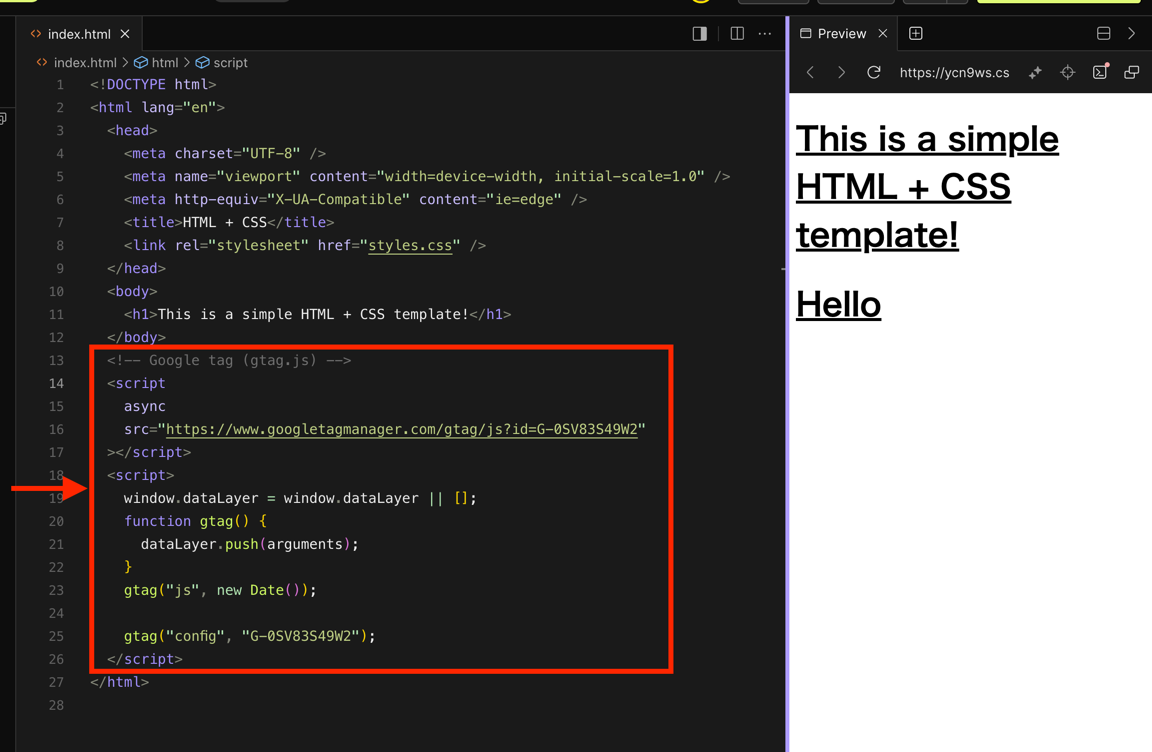 index.html
index.html > html > script
1 <!DOCTYPE html>
2 <html lang="en">
3 <head>
4 <meta charset="UTF-8" />
5 <meta name="viewport" content="width=device-width, initial-scale=1.0" />
6 <meta http-equiv="X-UA-Compatible" content="ie=edge" />
7 <title>HTML + CSS</title>
8 <link rel="stylesheet" href="styles.css" />
9 </head>
10 <body>
11 <h1>This is a simple HTML + CSS template!</h1>
12 </body>
13 <!-- Google tag (gtag.js) -->
14 <script
15 async
16 src="https://www.googletagmanager.com/gtag/js?id=G-0SV83S49W2"
17 ></script>
18 <script>
19 window.dataLayer = window.dataLayer || [];
20 function gtag() {
21 dataLayer.push(arguments);
22 }
23 gtag("js", new Date());
24
25 gtag("config", "G-0SV83S49W2");
26 </script>
27 </html>
28
Preview
https://ycn9ws.cs
This is a simple
HTML + CSS
template!
Hello